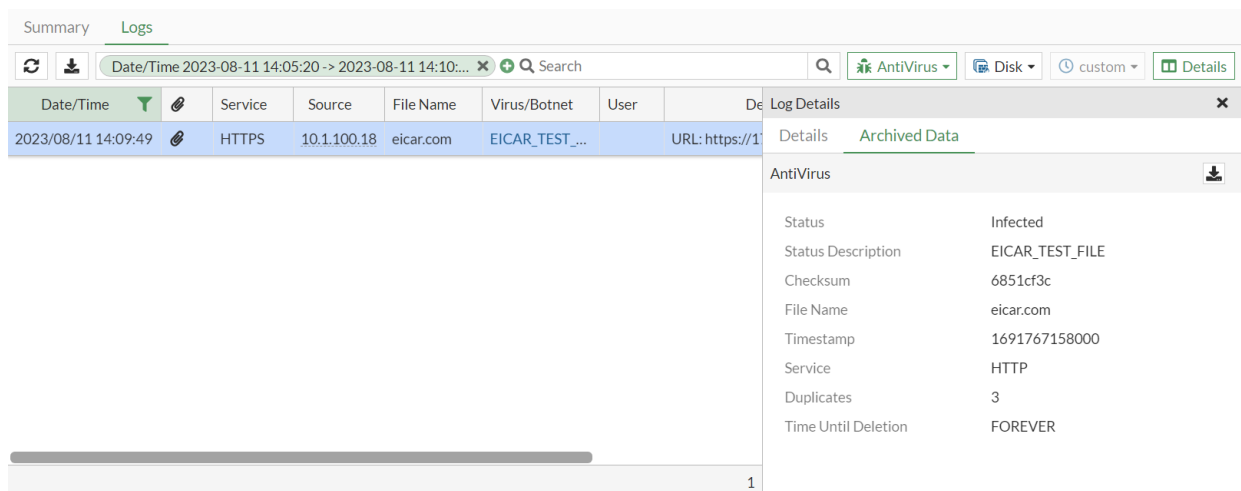 Summary Logs
Date/Time 2023-08-11 14:05:20 -> 2023-08-11 14:10:... Search AntiVirus Disk custom Details
Date/Time Service Source File Name Virus/Botnet User De
2023/08/11 14:09:49 HTTPS 10.1.100.18 eicar.com EICAR_TEST_... URL: https://1
1
Log Details
Details Archived Data
AntiVirus
Status Infected
Status Description EICAR_TEST_FILE
Checksum 6851cf3c
File Name eicar.com
Timestamp 1691767158000
Service HTTP
Duplicates 3
Time Until Deletion FOREVER